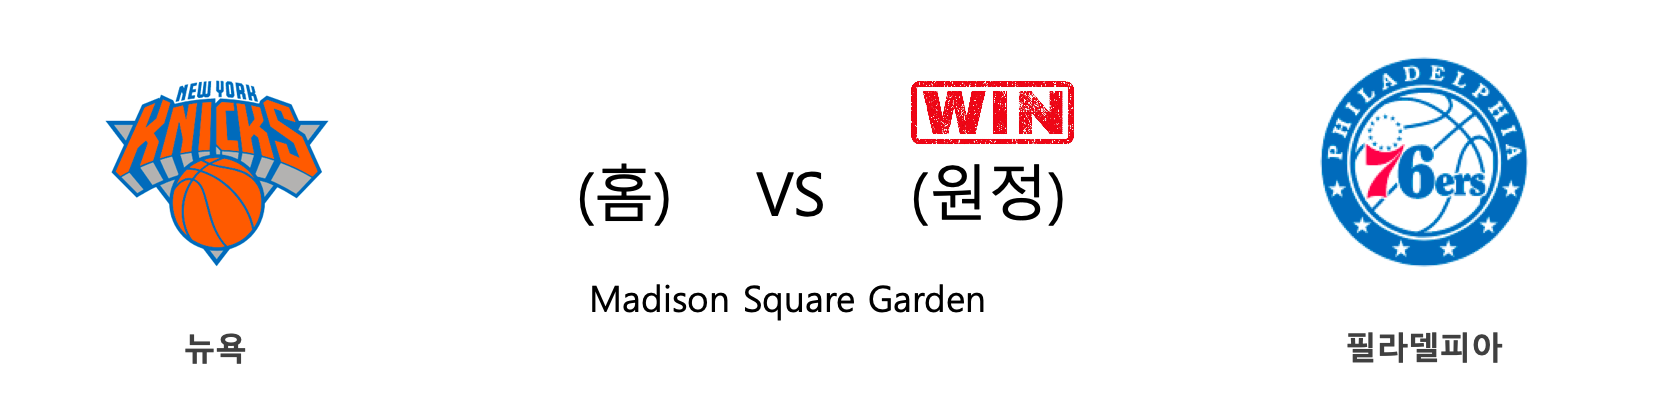 NEW YORK
KNICKS
뉴욕
WIN
(홈) VS (원정)
Madison Square Garden
PHILADELPHIA
76ers
필라델피아